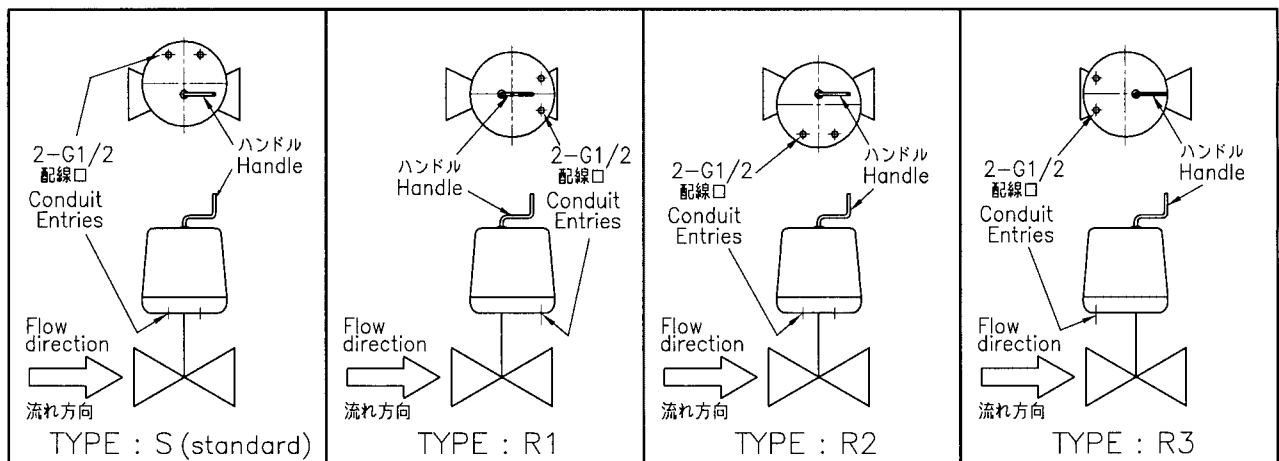 2-G1/2
配線口
Conduit
Entries
ハンドル
Handle
Flow
direction
流れ方向
TYPE : S (standard)
ハンドル
Handle
2-G1/2
配線口
Conduit
Entries
Flow
direction
流れ方向
TYPE : R1
2-G1/2
配線口
Conduit
Entries
ハンドル
Handle
Flow
direction
流れ方向
TYPE : R2
2-G1/2
配線口
Conduit
Entries
ハンドル
Handle
Flow
direction
流れ方向
TYPE : R3